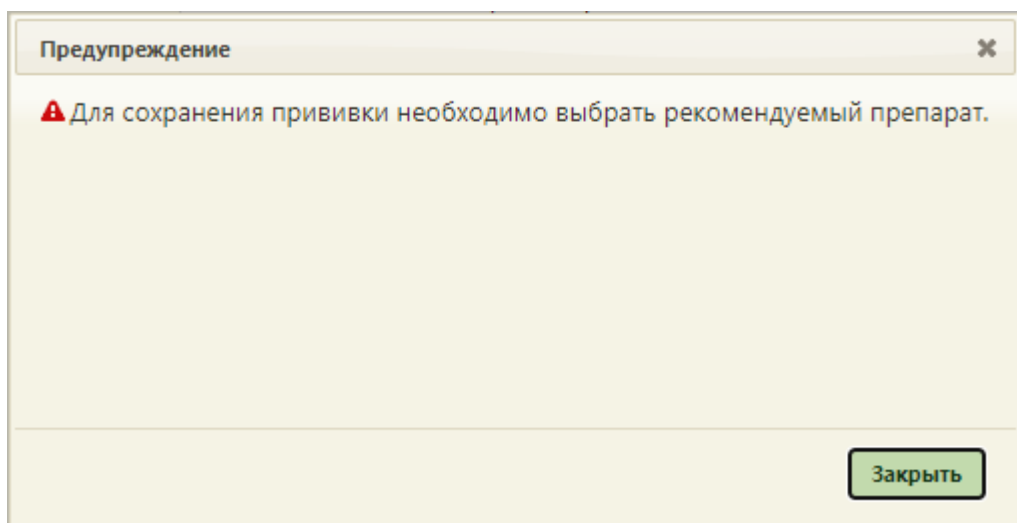 Предупреждение
Для сохранения прививки необходимо выбрать рекомендуемый препарат.
Закрыть